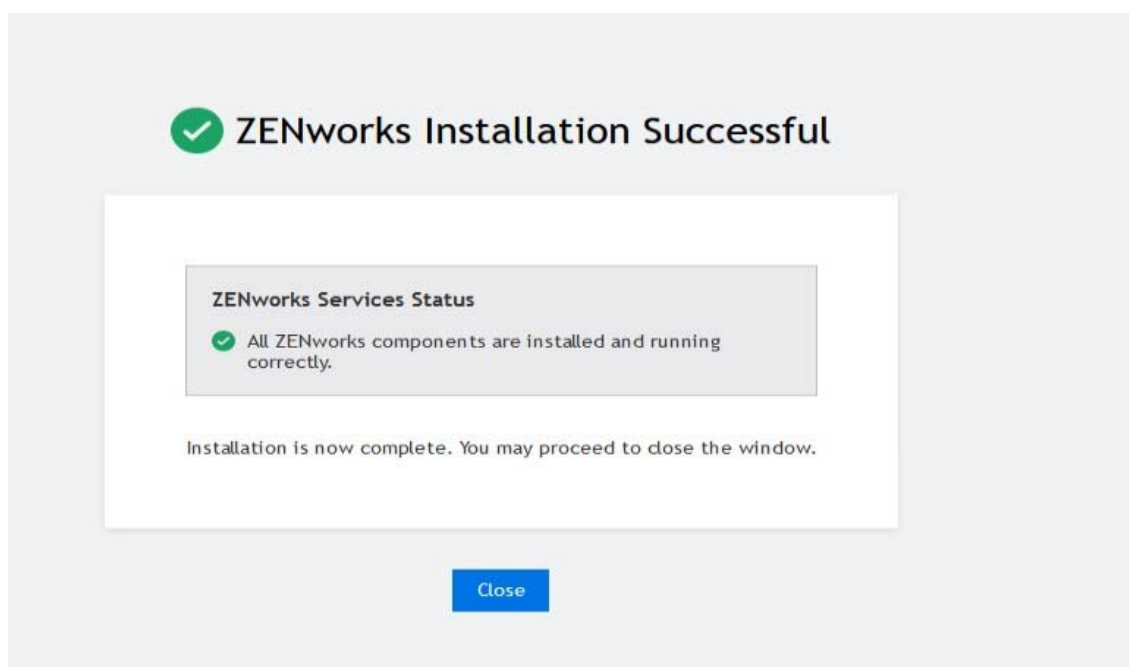 ZENworks Installation Successful
ZENworks Services Status
All ZENworks components are installed and running
correctly.
Installation is now complete. You may proceed to close the window.
Close